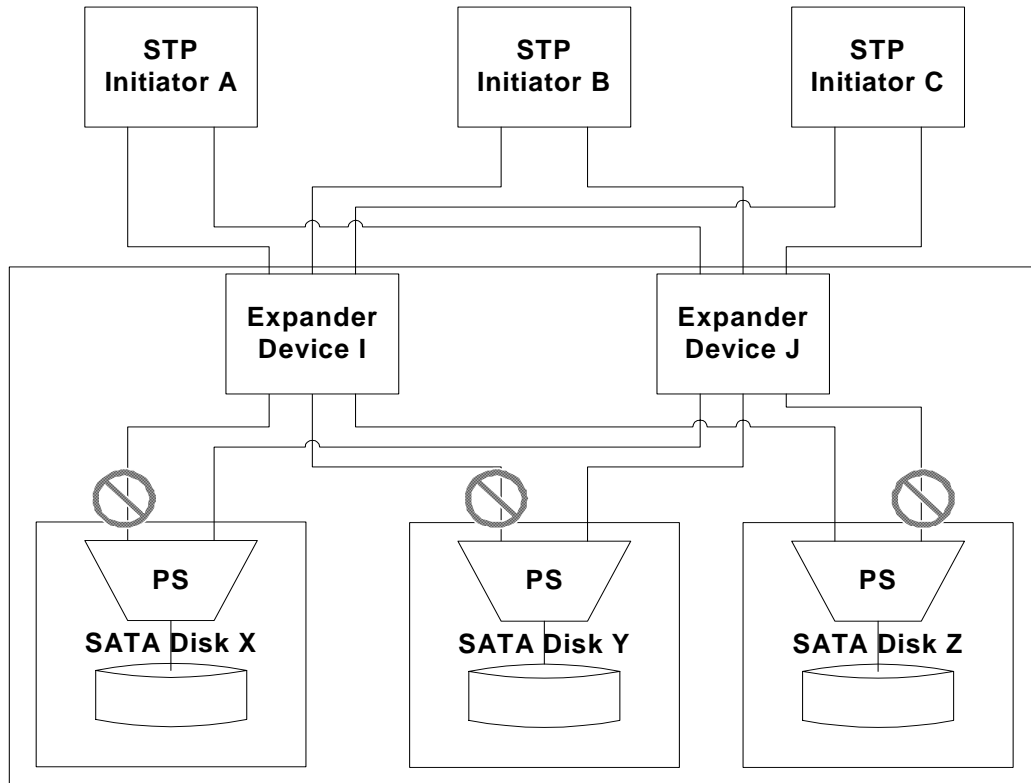 STP
Initiator A
STP
Initiator B
STP
Initiator C
Expander
Device I
Expander
Device J
PS
SATA Disk X
PS
SATA Disk Y
PS
SATA Disk Z